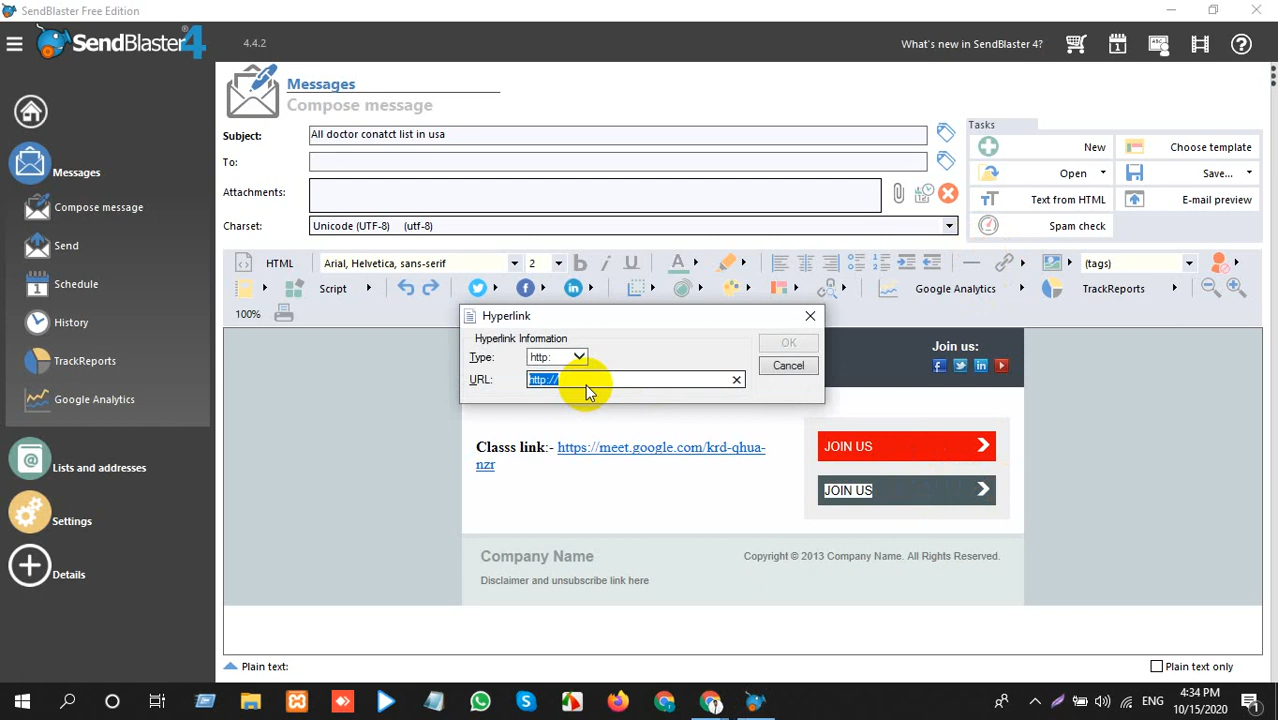 SendBlaster Free Edition
SendBlaster 4
4.4.2
What's new in SendBlaster 4?
Messages
Compose message
Subject: All doctor conatct list in usa
To:
Attachments:
Charset: Unicode (UTF-8) (utf-8)
Tasks
New
Choose template
Open
Save...
Text from HTML
E-mail preview
Spam check
Messages
Compose message
Send
Schedule
History
TrackReports
Google Analytics
Lists and addresses
Settings
Details
HTML Arial, Helvetica, sans-serif 2 (tags)
Script Google Analytics TrackReports
100%
Hyperlink
Hyperlink Information
Type: http:
URL: http://
OK
Cancel
Join us:
Classs link:- https://meet.google.com/krd-qhua-
nzr
JOIN US
JOIN US
Company Name
Copyright © 2013 Company Name. All Rights Reserved.
Disclaimer and unsubscribe link here
Plain text:
Plain text only
ENG
4:34 PM
10/15/2020